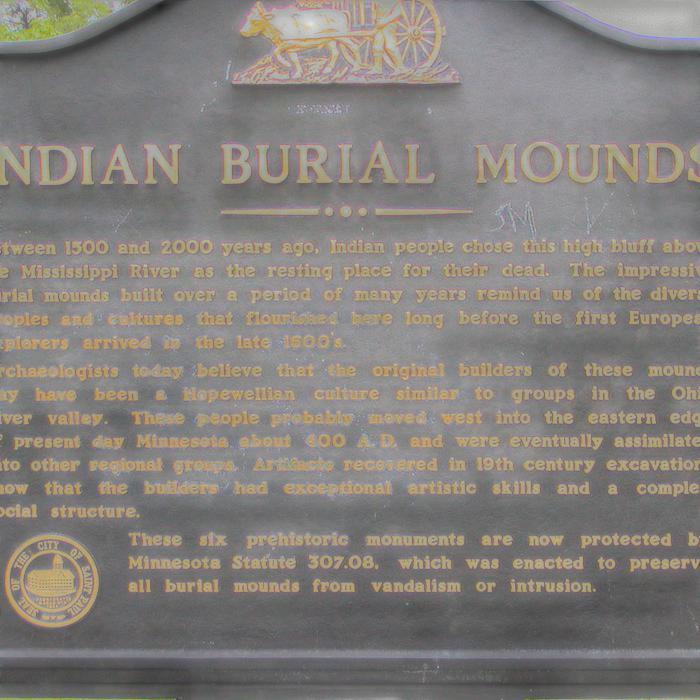 NDIAN BURIAL MOUNDS
JM V
tween 1500 and 2000 years ago, Indian people chose this high bluff abov
e Mississippi River as the resting place for their dead. The impressi
rial mounds built over a period of many years remind us of the diver
oples and cultures that flourished here long before the first Europea
plorers arrived in the late 1600's.
rchaeologists today believe that the original builders of these moun
ay have been a Hopewellian culture similar to groups in the Ohi
iver valley. These people probably moved west into the eastern edg
f present day Minnesota about 400 A.D. and were eventually assimilate
nto other regional groups. Artifacts recovered in 19th century excavation
how that the builders had exceptional artistic skills and a comple
ocial structure.
These six prehistoric monuments are now protected b
Minnesota Statute 307.08, which was enacted to preserv
all burial mounds from vandalism or intrusion.
SEAL OF THE CITY OF SAINT PAUL